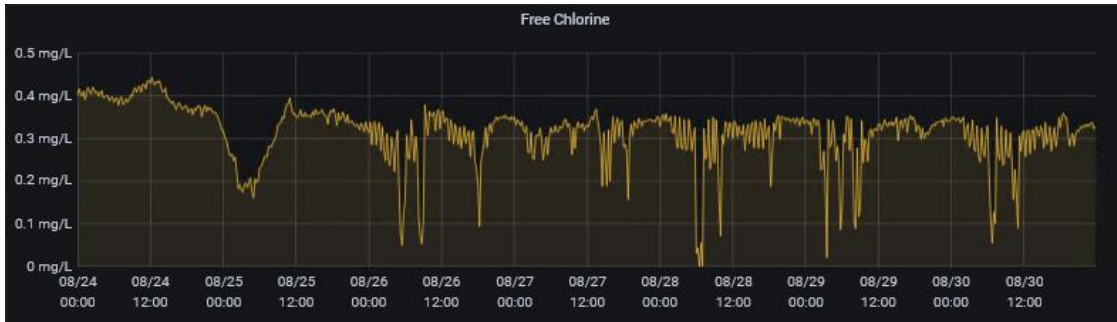 Free Chlorine
0.5 mg/L
0.4 mg/L
0.3 mg/L
0.2 mg/L
0.1 mg/L
0 mg/L
08/24 08/24 08/25 08/25 08/26 08/26 08/27 08/27 08/28 08/28 08/29 08/29 08/30 08/30
00:00 12:00 00:00 12:00 00:00 12:00 00:00 12:00 00:00 12:00 00:00 12:00 00:00 12:00